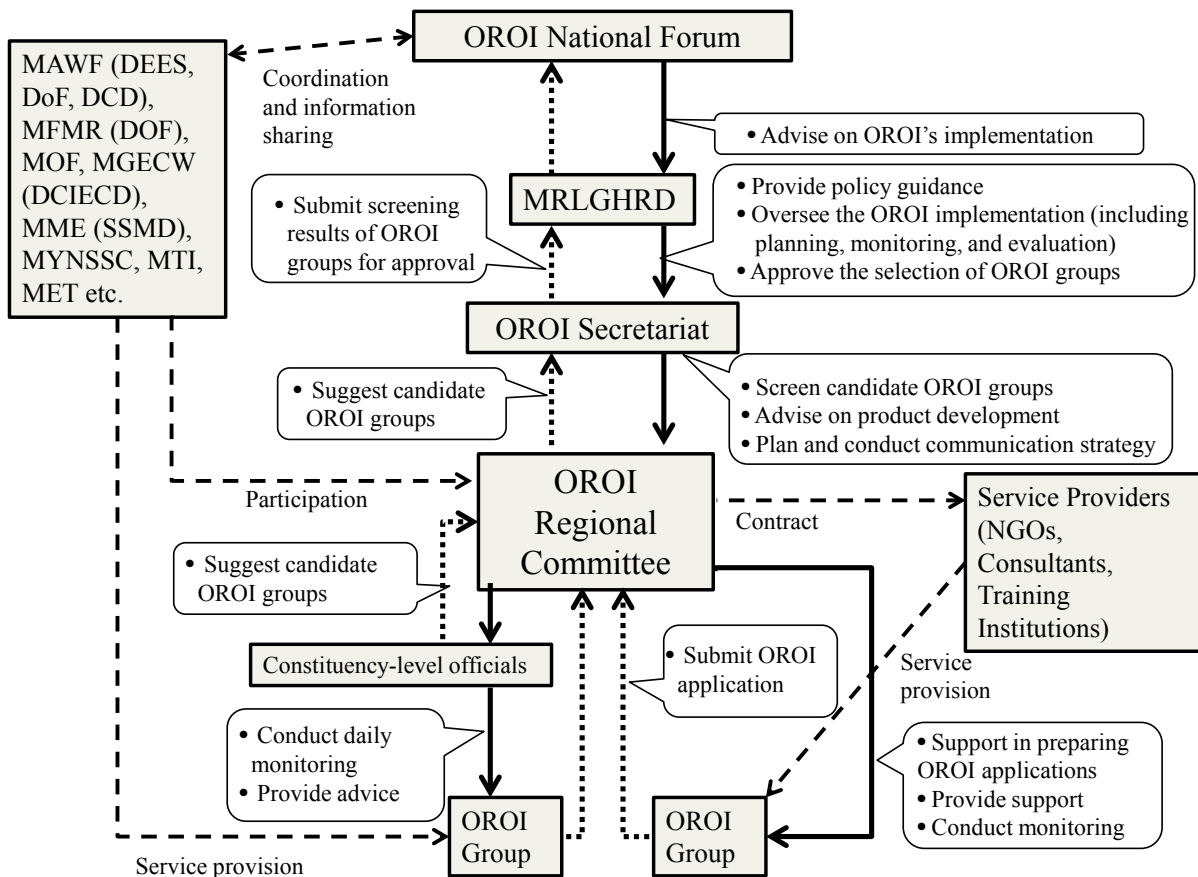 OROI National Forum
MAWF (DEES,
DoF, DCD),
MFMR (DOF),
MOF, MGECW
(DCIECD),
MME (SSMD),
MYNSSC, MTI,
MET etc.
Coordination
and information
sharing
• Advise on OROI's implementation
MRLGHRD
• Submit screening
results of OROI
groups for approval
• Provide policy guidance
• Oversee the OROI implementation (including
planning, monitoring, and evaluation)
• Approve the selection of OROI groups
OROI Secretariat
• Suggest candidate
OROI groups
• Screen candidate OROI groups
• Advise on product development
• Plan and conduct communication strategy
Participation
OROI
Regional
Committee
Contract
Service Providers
(NGOs,
Consultants,
Training
Institutions)
• Suggest candidate
OROI groups
Constituency-level officials
• Submit OROI
application
Service
provision
• Conduct daily
monitoring
• Provide advice
• Support in preparing
OROI applications
• Provide support
• Conduct monitoring
OROI
Group
OROI
Group
Service provision